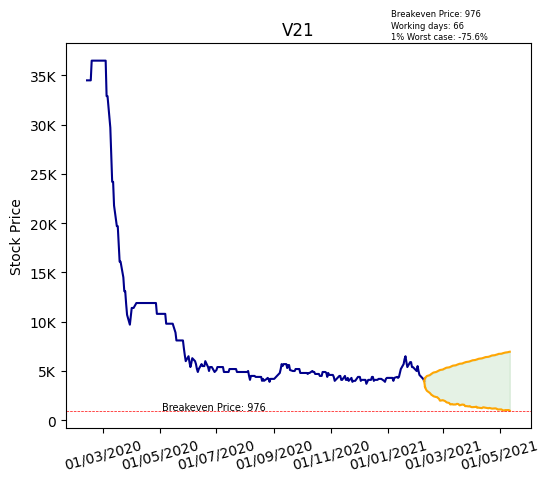 Breakeven Price: 976
Working days: 66
1% Worst case: -75.6%
V21
Stock Price
35K
30K
25K
20K
15K
10K
5K
0
Breakeven Price: 976
01/03/2020
01/05/2020
01/07/2020
01/09/2020
01/11/2020
01/01/2021
01/03/2021
01/05/2021